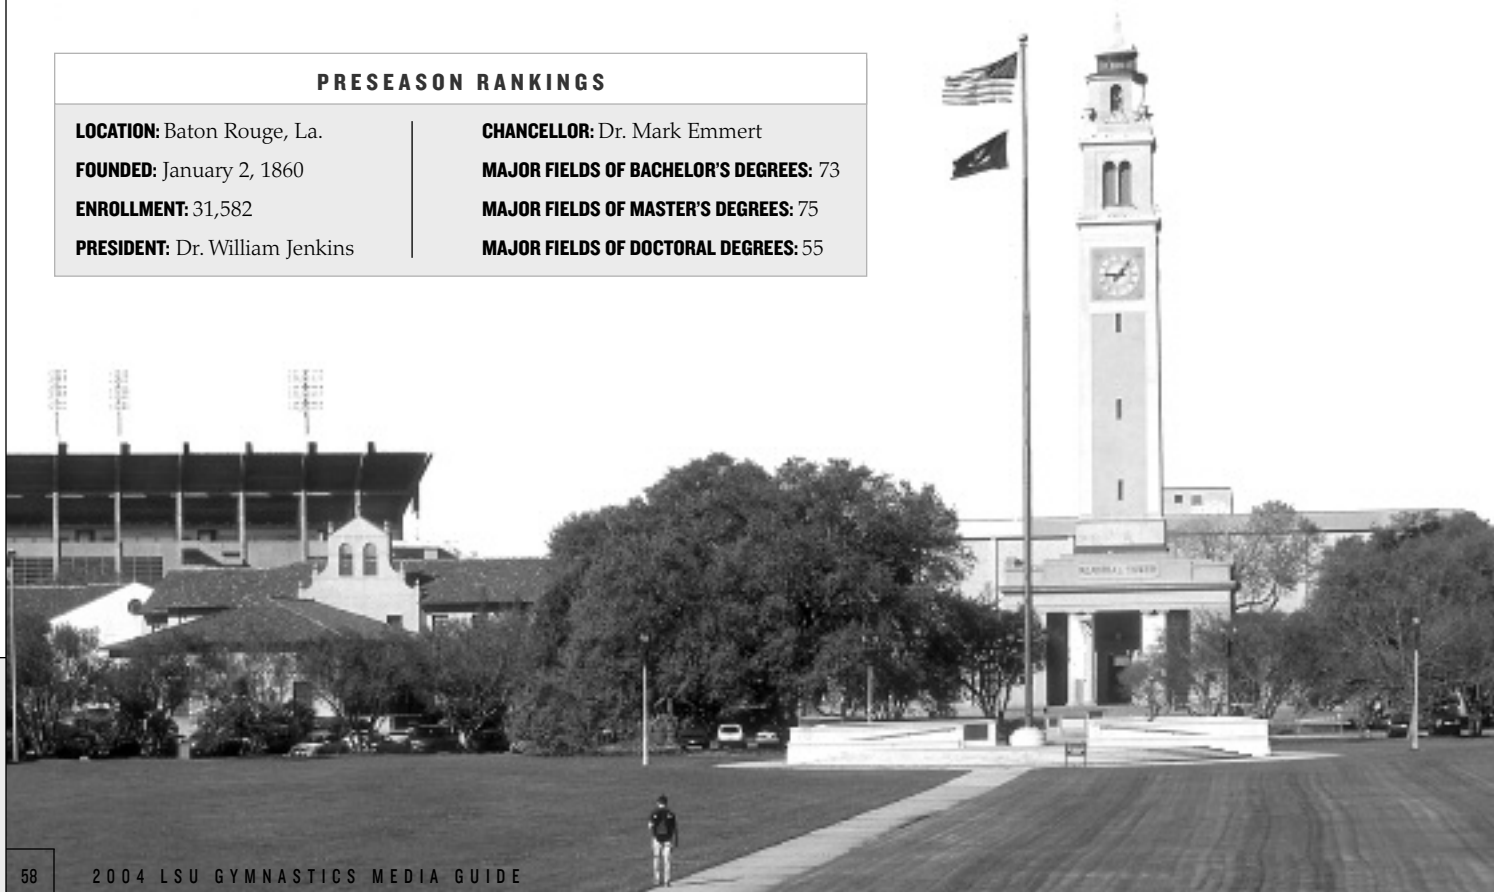 PRESEASON RANKINGS
LOCATION: Baton Rouge, La.
FOUNDED: January 2, 1860
ENROLLMENT: 31,582
PRESIDENT: Dr. William Jenkins
CHANCELLOR: Dr. Mark Emmert
MAJOR FIELDS OF BACHELOR’S DEGREES: 73
MAJOR FIELDS OF MASTER’S DEGREES: 75
MAJOR FIELDS OF DOCTORAL DEGREES: 55
MEMORIAL TOWER
58 2004 LSU GYMNASTICS MEDIA GUIDE